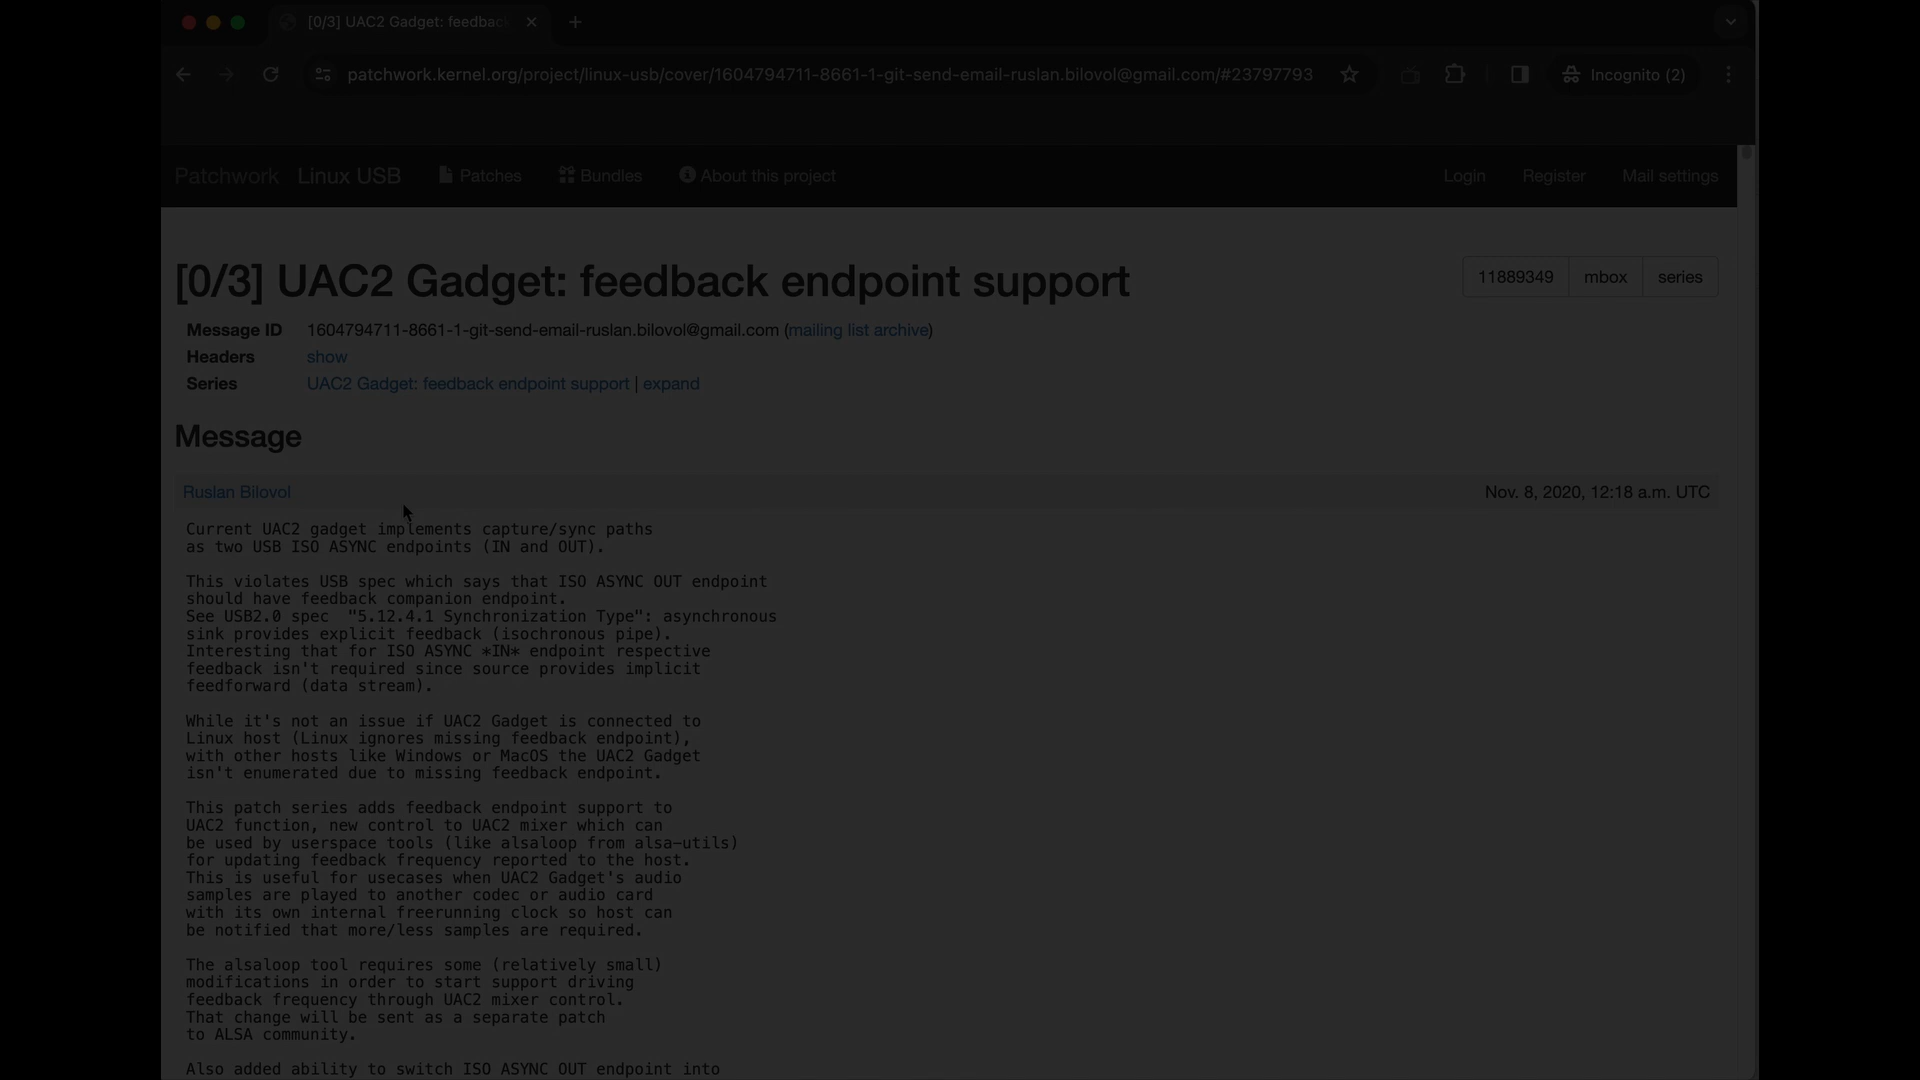 [0/3] UAC2 Gadget: feedbac
patchwork.kernel.org/project/linux-usb/cover/1604794711-8661-1-git-send-email-ruslan.bilovol@gmail.com/#23797793
Incognito (2)
Patchwork Linux USB Patches Bundles About this project Login Register Mail settings
[0/3] UAC2 Gadget: feedback endpoint support
11889349 mbox series
Message ID 1604794711-8661-1-git-send-email-ruslan.bilovol@gmail.com (mailing list archive)
Headers show
Series UAC2 Gadget: feedback endpoint support | expand
Message
Ruslan Bilovol Nov. 8, 2020, 12:18 a.m. UTC
Current UAC2 gadget implements capture/sync paths
as two USB ISO ASYNC endpoints (IN and OUT).
This violates USB spec which says that ISO ASYNC OUT endpoint
should have feedback companion endpoint.
See USB2.0 spec  "5.12.4.1 Synchronization Type": asynchronous
sink provides explicit feedback (isochronous pipe).
Interesting that for ISO ASYNC *IN* endpoint respective
feedback isn't required since source provides implicit
feedforward (data stream).
While it's not an issue if UAC2 Gadget is connected to
Linux host (Linux ignores missing feedback endpoint),
with other hosts like Windows or MacOS the UAC2 Gadget
isn't enumerated due to missing feedback endpoint.
This patch series adds feedback endpoint support to
UAC2 function, new control to UAC2 mixer which can
be used by userspace tools (like alsaloop from alsa-utils)
for updating feedback frequency reported to the host.
This is useful for usecases when UAC2 Gadget's audio
samples are played to another codec or audio card
with its own internal freerunning clock so host can
be notified that more/less samples are required.
The alsaloop tool requires some (relatively small)
modifications in order to start support driving
feedback frequency through UAC2 mixer control.
That change will be sent as a separate patch
to ALSA community.
Also added ability to switch ISO ASYNC OUT endpoint into